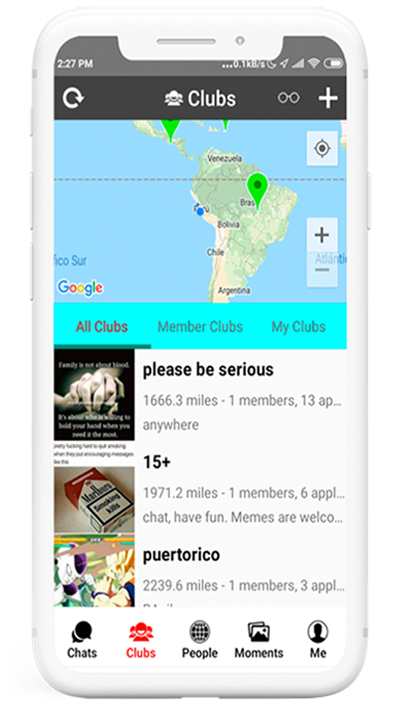 2:27 PM
...0.1kB/s
Clubs
Venezuela
Bras
Perú
Bolivia
Chile
fico Sur
Atlánti
Google
Argentina
All Clubs
Member Clubs
My Clubs
Family is not about blood.
It's about who is willing to
hold your hand when you
need it the most.
please be serious
1666.3 miles - 1 members, 13 ap...
anywhere
pretty fucking hard to quit smoking
when they put encouraging messages
like this
Marlboro
Smoking
kills
15+
1971.2 miles - 1 members, 6 appl...
chat, have fun. Memes are welco...
puertorico
2239.6 miles - 1 members, 3 appl...
Chats
Clubs
People
Moments
Me